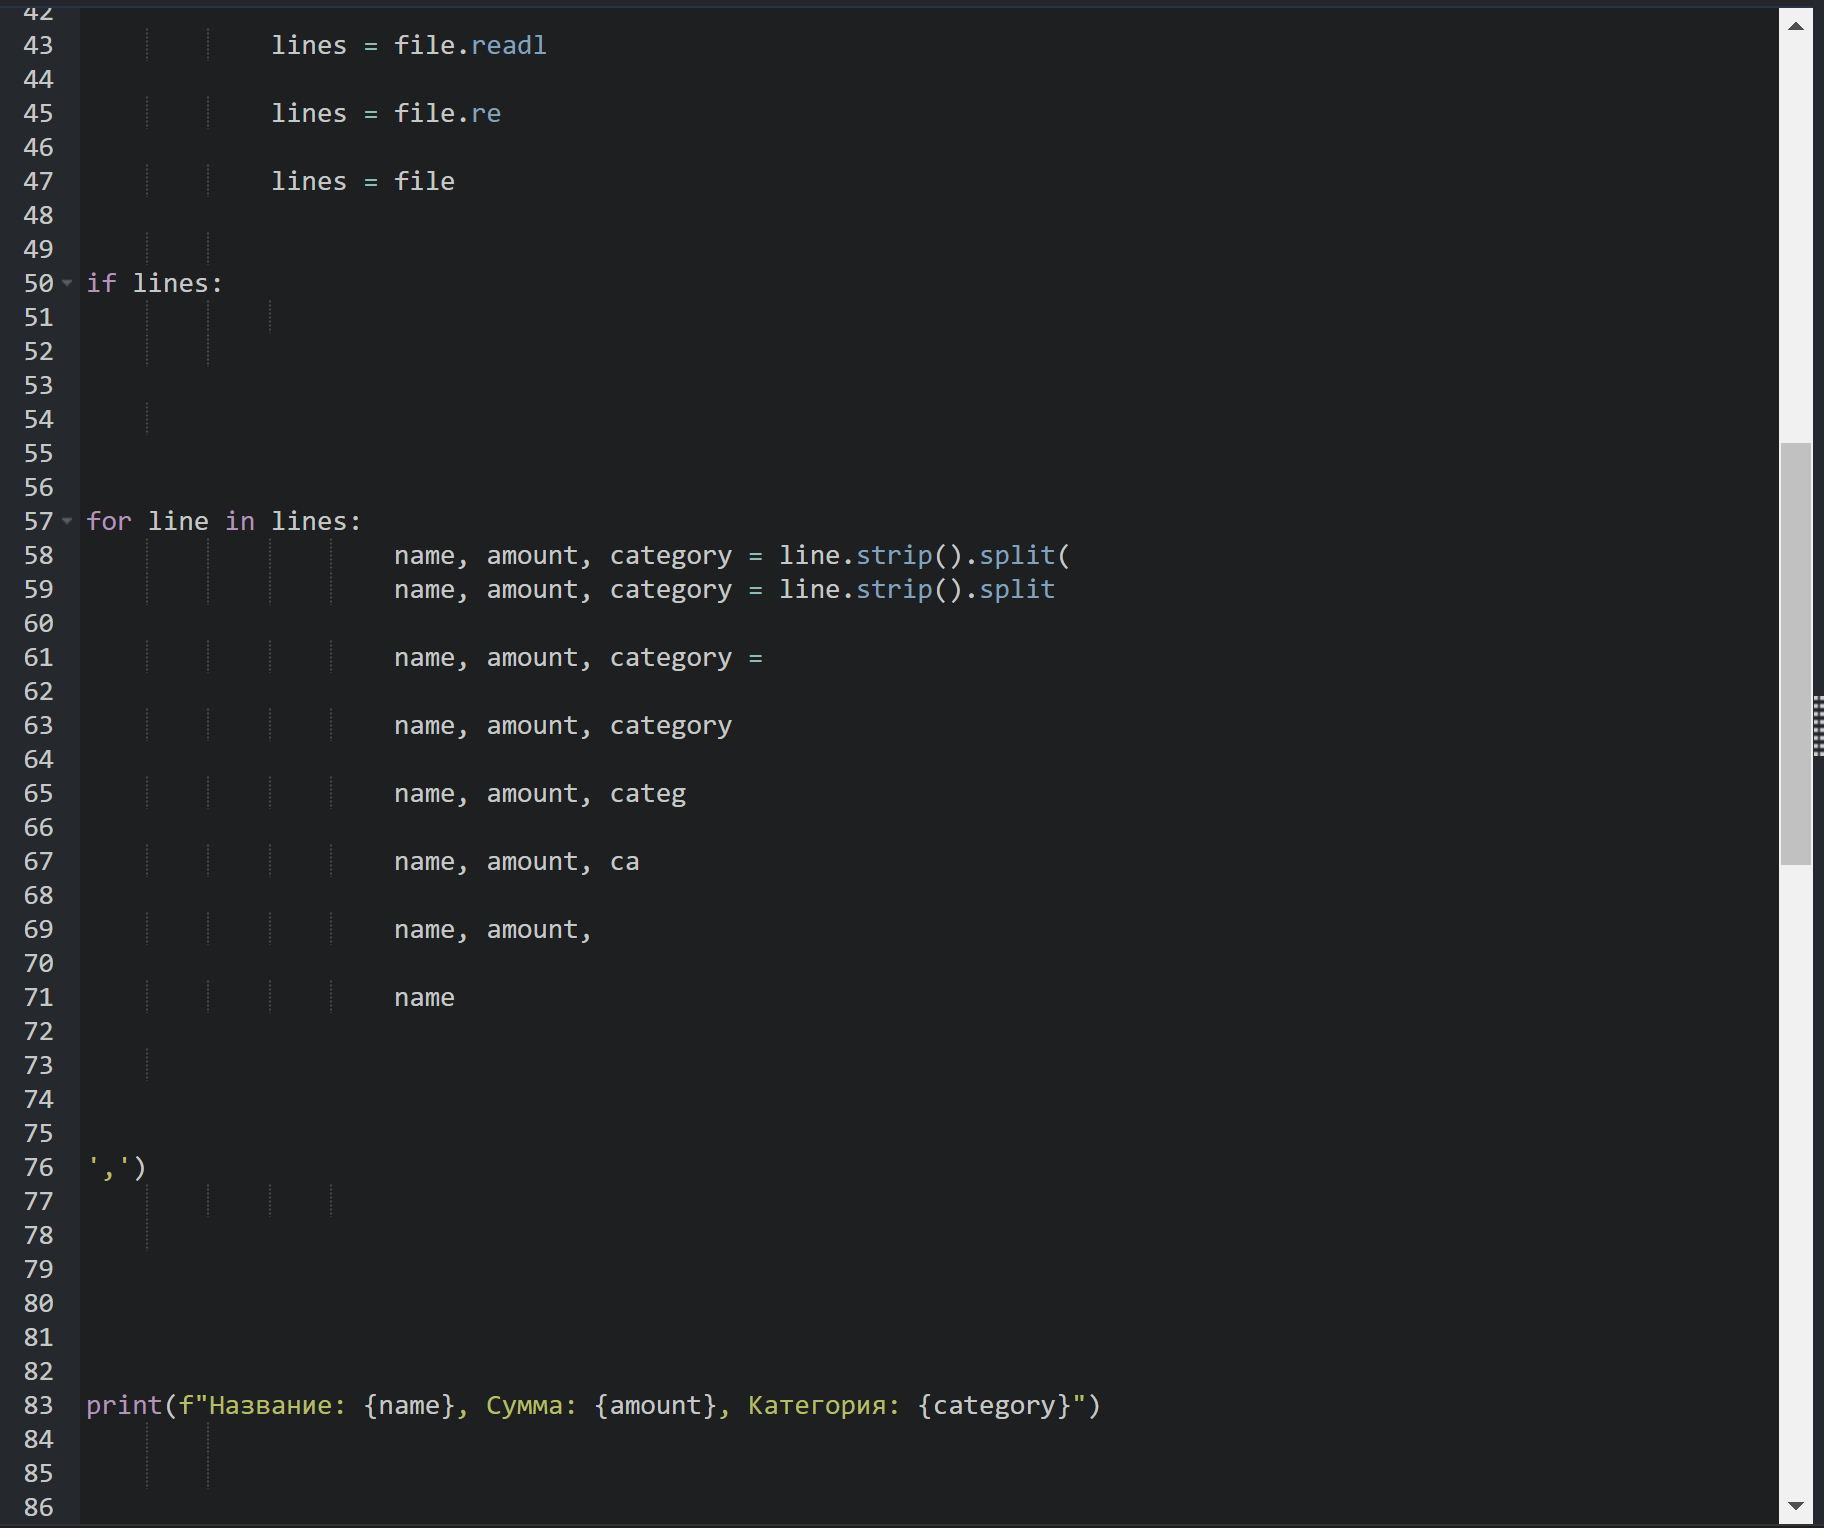 42
43 lines = file.readl
44
45 lines = file.re
46
47 lines = file
48
49
50 if lines:
51
52
53
54
55
56
57 for line in lines:
58 name, amount, category = line.strip().split(
59 name, amount, category = line.strip().split
60
61 name, amount, category =
62
63 name, amount, category
64
65 name, amount, categ
66
67 name, amount, ca
68
69 name, amount,
70
71 name
72
73
74
75
76 ',')
77
78
79
80
81
82
83 print(f"Название: {name}, Сумма: {amount}, Категория: {category}")
84
85
86